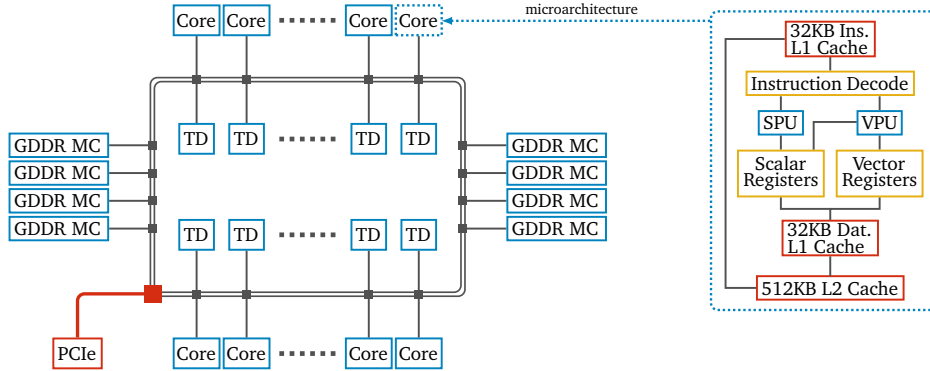 Core Core Core Core
microarchitecture
32KB Ins.
L1 Cache
Instruction Decode
SPU VPU
Scalar
Registers
Vector
Registers
32KB Dat.
L1 Cache
512KB L2 Cache
TD TD TD TD
GDDR MC
GDDR MC
GDDR MC
GDDR MC
GDDR MC
GDDR MC
GDDR MC
GDDR MC
TD TD TD TD
PCIe
Core Core Core Core